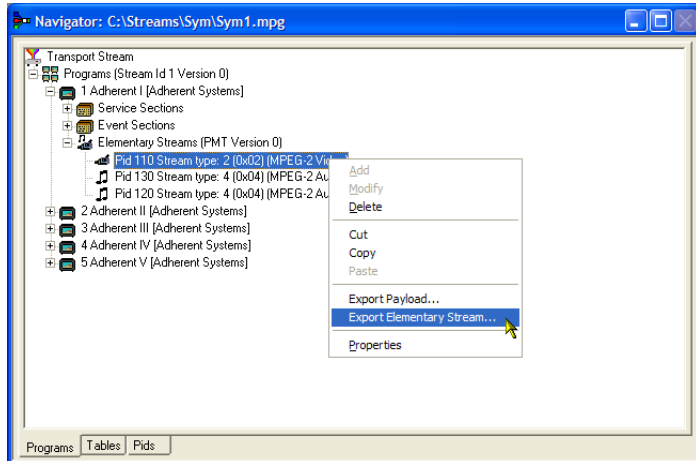 Navigator: C:\Streams\Sym\Sym1.mpg
Transport Stream
Programs (Stream Id 1 Version 0)
1 Adherent I [Adherent Systems]
Service Sections
Event Sections
Elementary Streams (PMT Version 0)
Pid 110 Stream type: 2 (0x02) (MPEG-2 Video)
Pid 130 Stream type: 4 (0x04) (MPEG-2 Au
Pid 120 Stream type: 4 (0x04) (MPEG-2 Au
2 Adherent II [Adherent Systems]
3 Adherent III [Adherent Systems]
4 Adherent IV [Adherent Systems]
5 Adherent V [Adherent Systems]
Add
Modify
Delete
Cut
Copy
Paste
Export Payload...
Export Elementary Stream...
Properties
Programs Tables Pids